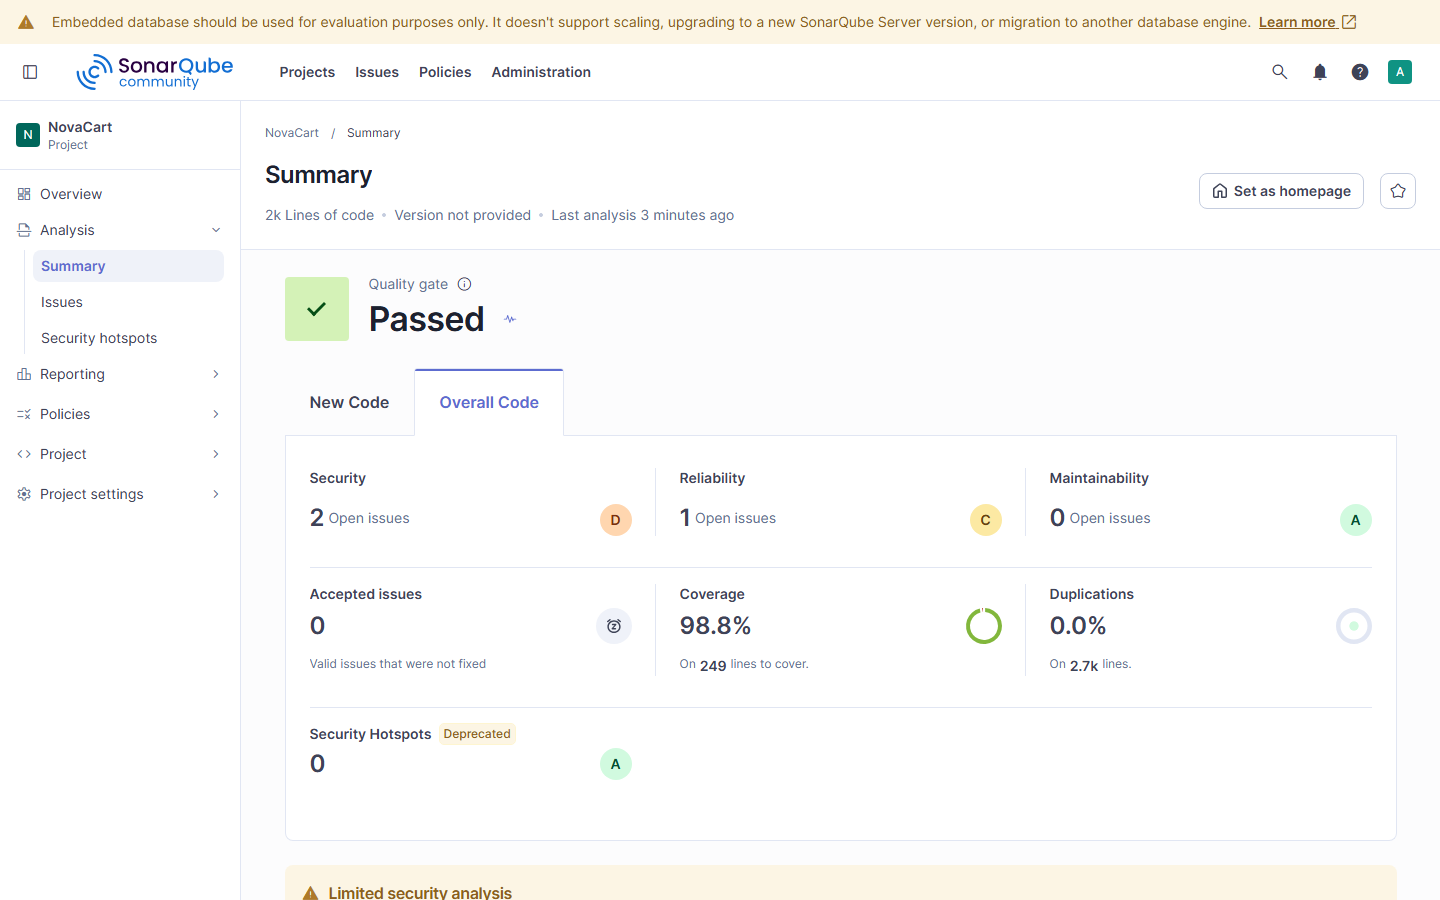 Embedded database should be used for evaluation purposes only. It doesn't support scaling, upgrading to a new SonarQube Server version, or migration to another database engine. Learn more
SonarQube community
Projects Issues Policies Administration
A
N
NovaCart
Project
Overview
Analysis
Summary
Issues
Security hotspots
Reporting
Policies
Project
Project settings
NovaCart / Summary
Summary
2k Lines of code • Version not provided • Last analysis 3 minutes ago
Set as homepage
Quality gate
Passed
New Code
Overall Code
Security
2 Open issues
D
Reliability
1 Open issues
C
Maintainability
0 Open issues
A
Accepted issues
0
Valid issues that were not fixed
Coverage
98.8%
On 249 lines to cover.
Duplications
0.0%
On 2.7k lines.
Security Hotspots Deprecated
0
A
Limited security analysis